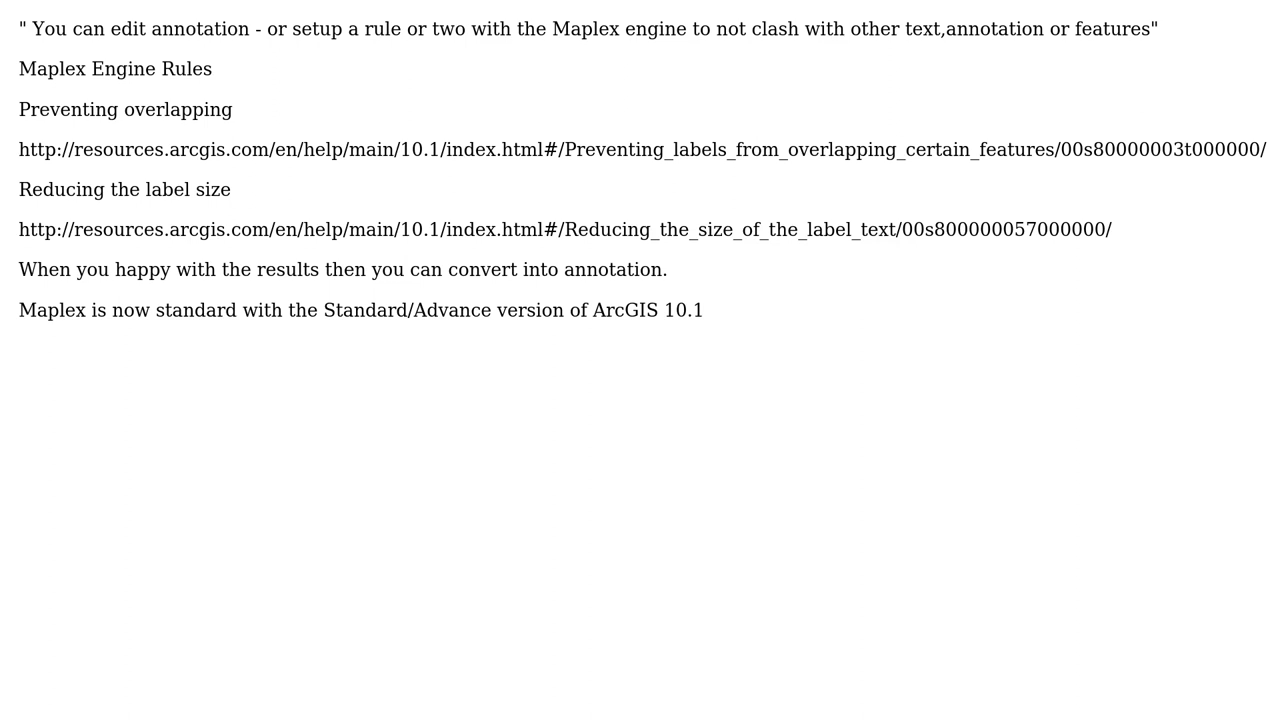 " You can edit annotation - or setup a rule or two with the Maplex engine to not clash with other text,annotation or features"
Maplex Engine Rules
Preventing overlapping
http://resources.arcgis.com/en/help/main/10.1/index.html#/Preventing_labels_from_overlapping_certain_features/00s80000003t000000/
Reducing the label size
http://resources.arcgis.com/en/help/main/10.1/index.html#/Reducing_the_size_of_the_label_text/00s800000057000000/
When you happy with the results then you can convert into annotation.
Maplex is now standard with the Standard/Advance version of ArcGIS 10.1